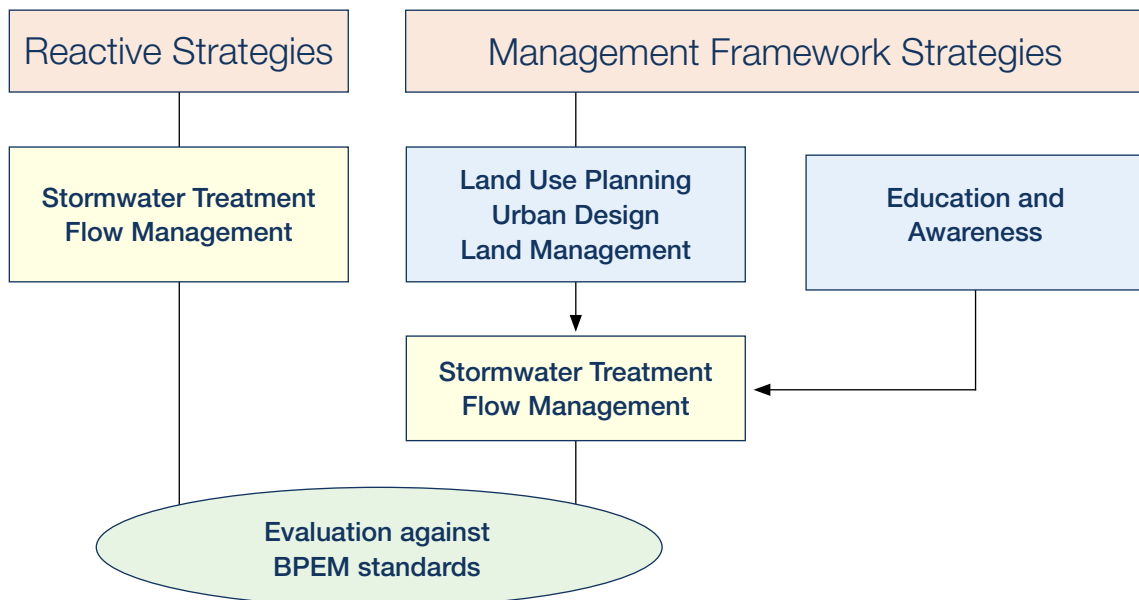 Reactive Strategies
Management Framework Strategies
Stormwater Treatment
Flow Management
Land Use Planning
Urban Design
Land Management
Education and
Awareness
Stormwater Treatment
Flow Management
Evaluation against
BPEM standards